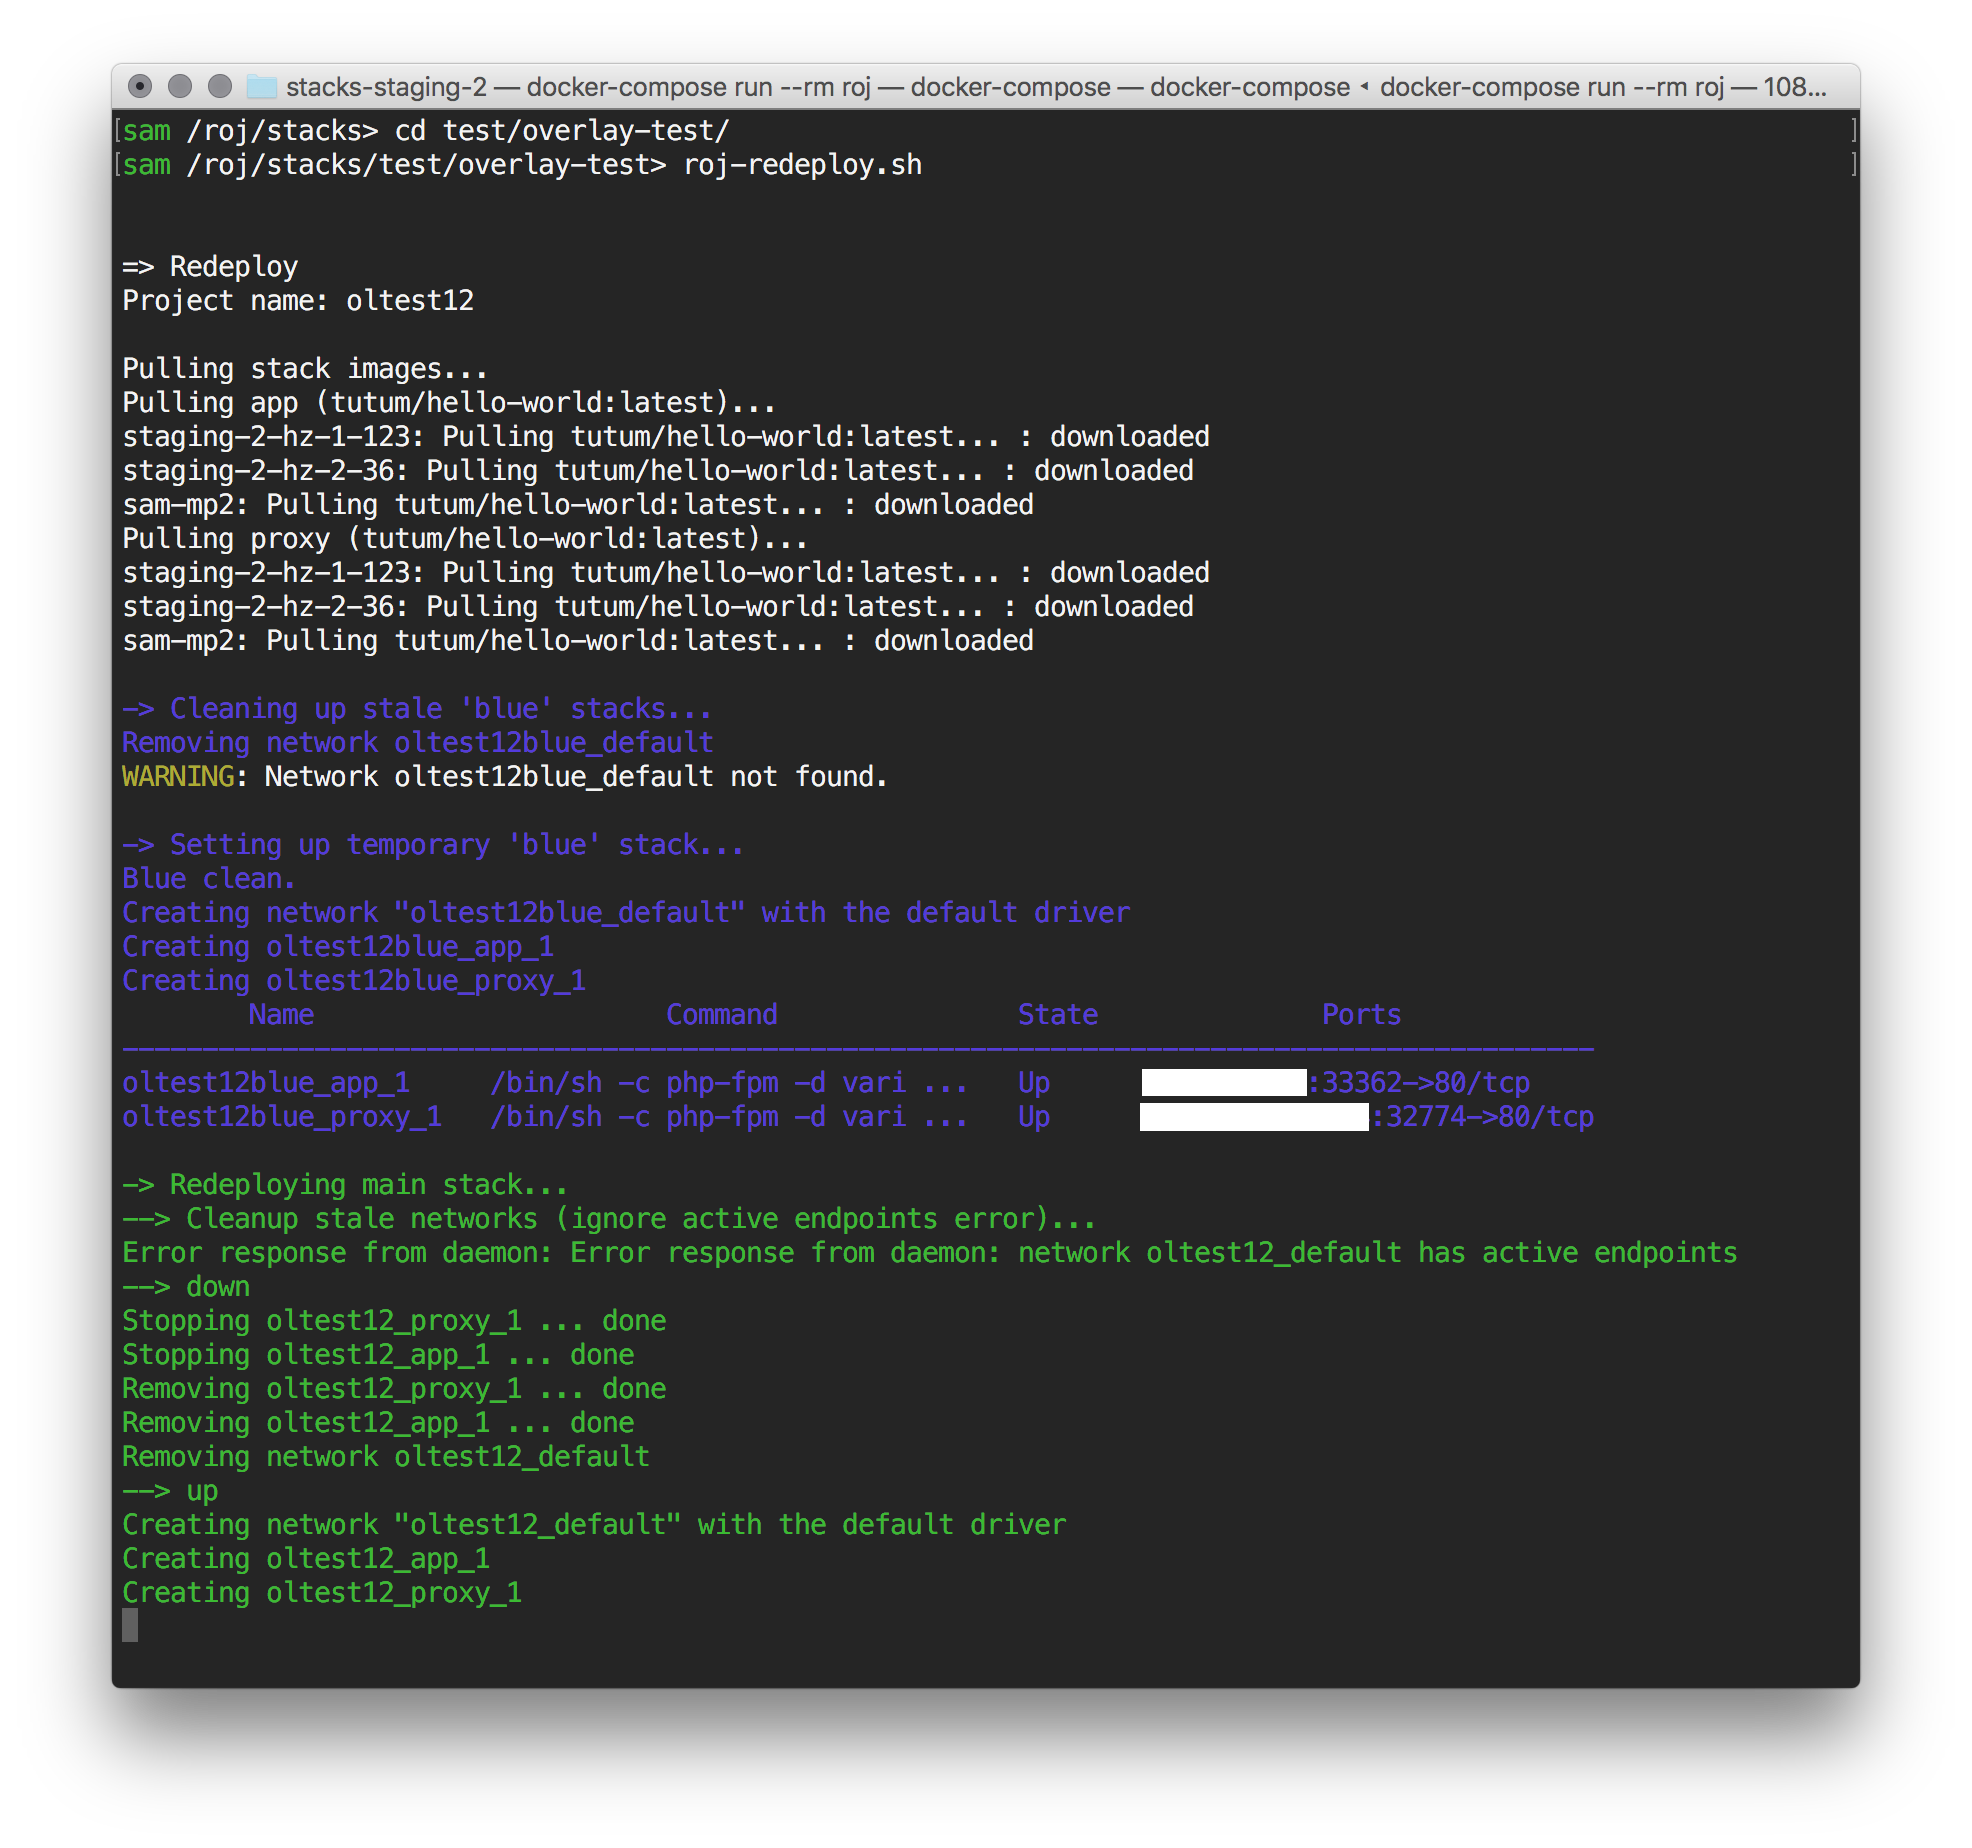 stacks-staging-2 — docker-compose run --rm roj — docker-compose — docker-compose ◂ docker-compose run --rm roj — 108...
[sam /roj/stacks> cd test/overlay-test/ ]
[sam /roj/stacks/test/overlay-test> roj-redeploy.sh ]
=> Redeploy
Project name: oltest12
Pulling stack images...
Pulling app (tutum/hello-world:latest)...
staging-2-hz-1-123: Pulling tutum/hello-world:latest... : downloaded
staging-2-hz-2-36: Pulling tutum/hello-world:latest... : downloaded
sam-mp2: Pulling tutum/hello-world:latest... : downloaded
Pulling proxy (tutum/hello-world:latest)...
staging-2-hz-1-123: Pulling tutum/hello-world:latest... : downloaded
staging-2-hz-2-36: Pulling tutum/hello-world:latest... : downloaded
sam-mp2: Pulling tutum/hello-world:latest... : downloaded
-> Cleaning up stale 'blue' stacks...
Removing network oltest12blue_default
WARNING: Network oltest12blue_default not found.
-> Setting up temporary 'blue' stack...
Blue clean.
Creating network "oltest12blue_default" with the default driver
Creating oltest12blue_app_1
Creating oltest12blue_proxy_1
Name Command State Ports
--------------------------------------------------------------------------------------------
oltest12blue_app_1 /bin/sh -c php-fpm -d vari ... Up :33362->80/tcp
oltest12blue_proxy_1 /bin/sh -c php-fpm -d vari ... Up :32774->80/tcp
-> Redeploying main stack...
--> Cleanup stale networks (ignore active endpoints error)...
Error response from daemon: Error response from daemon: network oltest12_default has active endpoints
--> down
Stopping oltest12_proxy_1 ... done
Stopping oltest12_app_1 ... done
Removing oltest12_proxy_1 ... done
Removing oltest12_app_1 ... done
Removing network oltest12_default
--> up
Creating network "oltest12_default" with the default driver
Creating oltest12_app_1
Creating oltest12_proxy_1